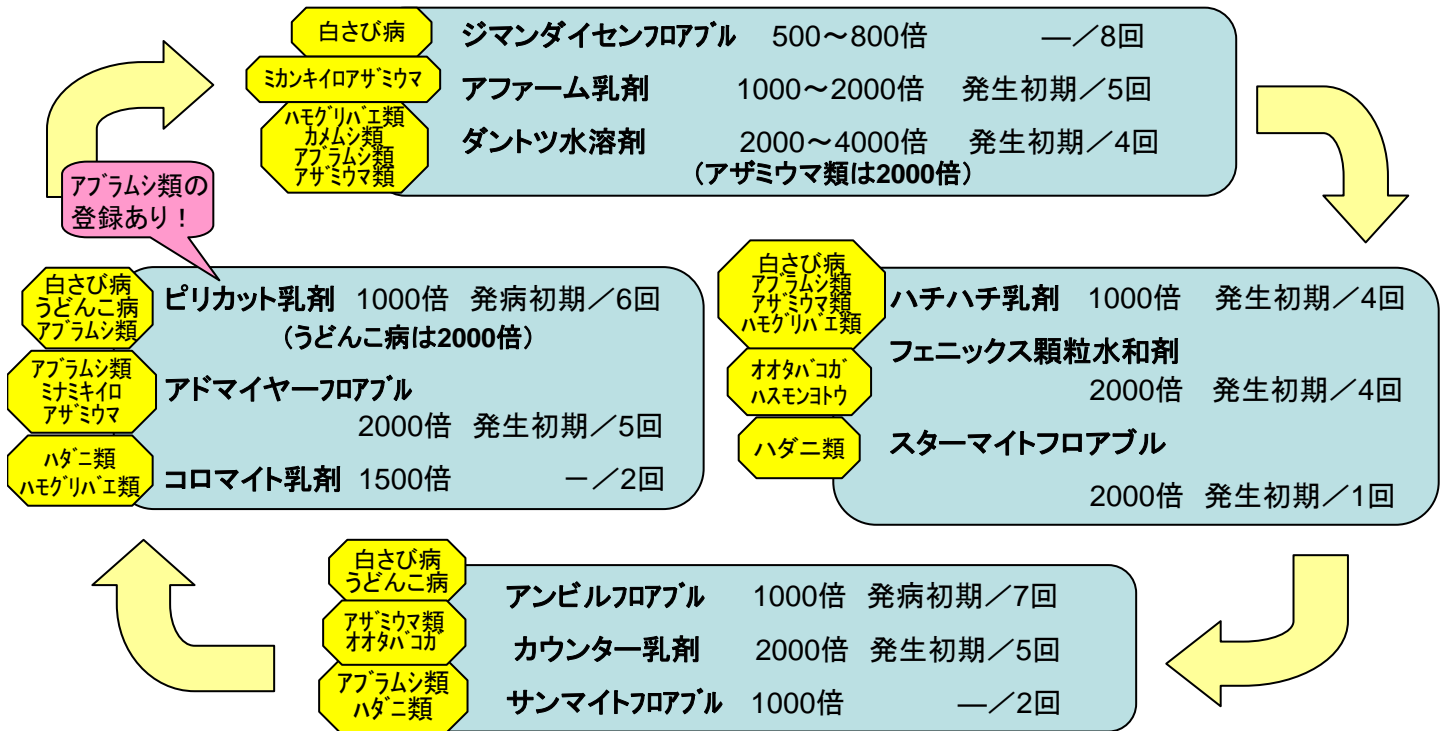 白さび病
ジマンダイセンフロアブル 500～800倍 ―／8回
ミカンキイロアザミウマ
アファーム乳剤 1000～2000倍 発生初期／5回
ハモグリバエ類
カメムシ類
アブラムシ類
アザミウマ類
ダントツ水溶剤 2000～4000倍 発生初期／4回
（アザミウマ類は2000倍）
アブラムシ類の
登録あり！
白さび病
うどんこ病
アブラムシ類
ピリカット乳剤 1000倍 発病初期／6回
（うどんこ病は2000倍）
アブラムシ類
ミナミキイロ
アザミウマ
アドマイヤーフロアブル
2000倍 発生初期／5回
ハダニ類
ハモグリバエ類
コロマイト乳剤 1500倍 －／2回
白さび病
アブラムシ類
アザミウマ類
ハモグリバエ類
ハチハチ乳剤 1000倍 発生初期／4回
オオタバコガ
ハスモンヨトウ
フェニックス顆粒水和剤
2000倍 発生初期／4回
ハダニ類
スターマイトフロアブル
2000倍 発生初期／1回
白さび病
うどんこ病
アンビルフロアブル 1000倍 発病初期／7回
アザミウマ類
オオタバコガ
カウンター乳剤 2000倍 発生初期／5回
アブラムシ類
ハダニ類
サンマイトフロアブル 1000倍 ―／2回